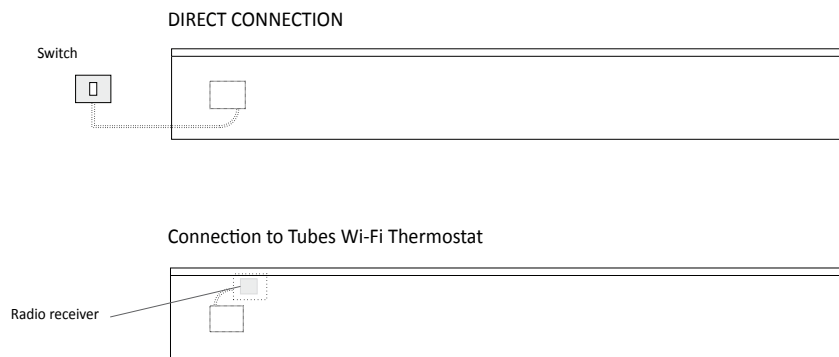 DIRECT CONNECTION
Switch
Connection to Tubes Wi-Fi Thermostat
Radio receiver